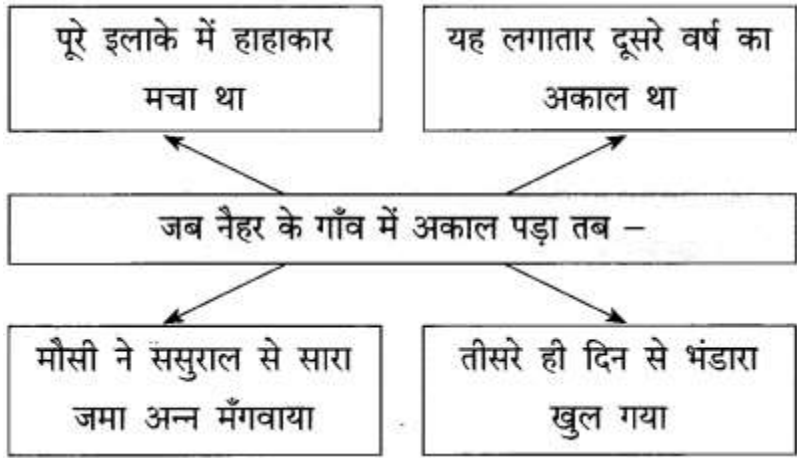 पूरे इलाके में हाहाकार
मचा था
यह लगातार दूसरे वर्ष का
अकाल था
जब नैहर के गाँव में अकाल पड़ा तब –
मौसी ने ससुराल से सारा
जमा अन्न मँगवाया
तीसरे ही दिन से भंडारा
खुल गया